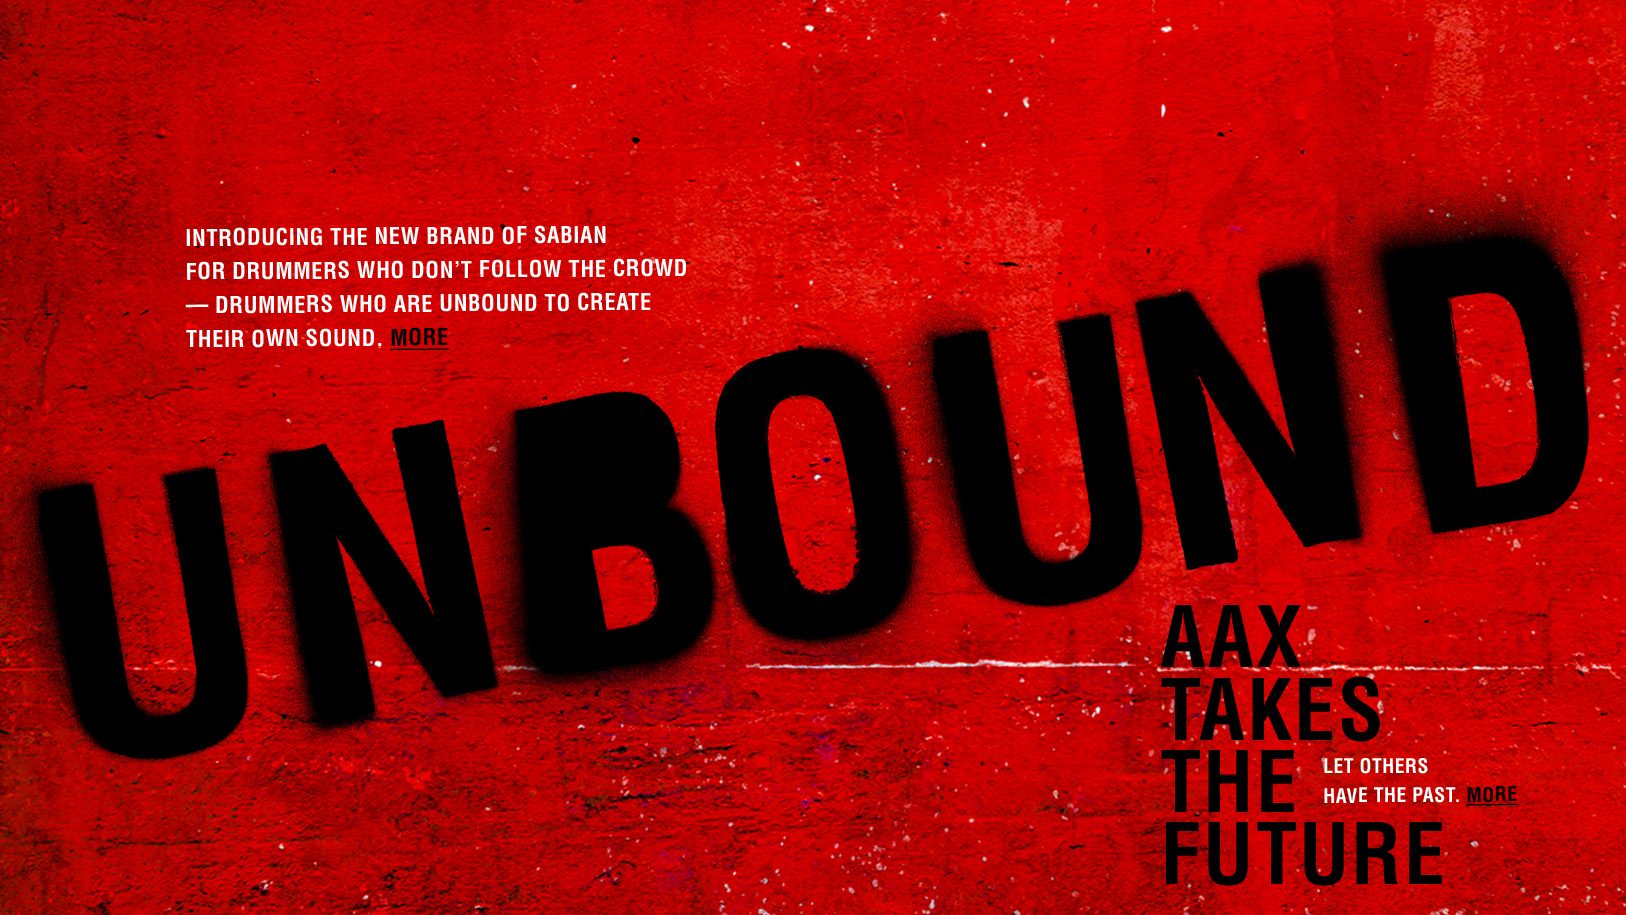 INTRODUCING THE NEW BRAND OF SABIAN
FOR DRUMMERS WHO DON’T FOLLOW THE CROWD
— DRUMMERS WHO ARE UNBOUND TO CREATE
THEIR OWN SOUND. MORE
UNBOUND
AAX
TAKES
THE
FUTURE
LET OTHERS
HAVE THE PAST. MORE